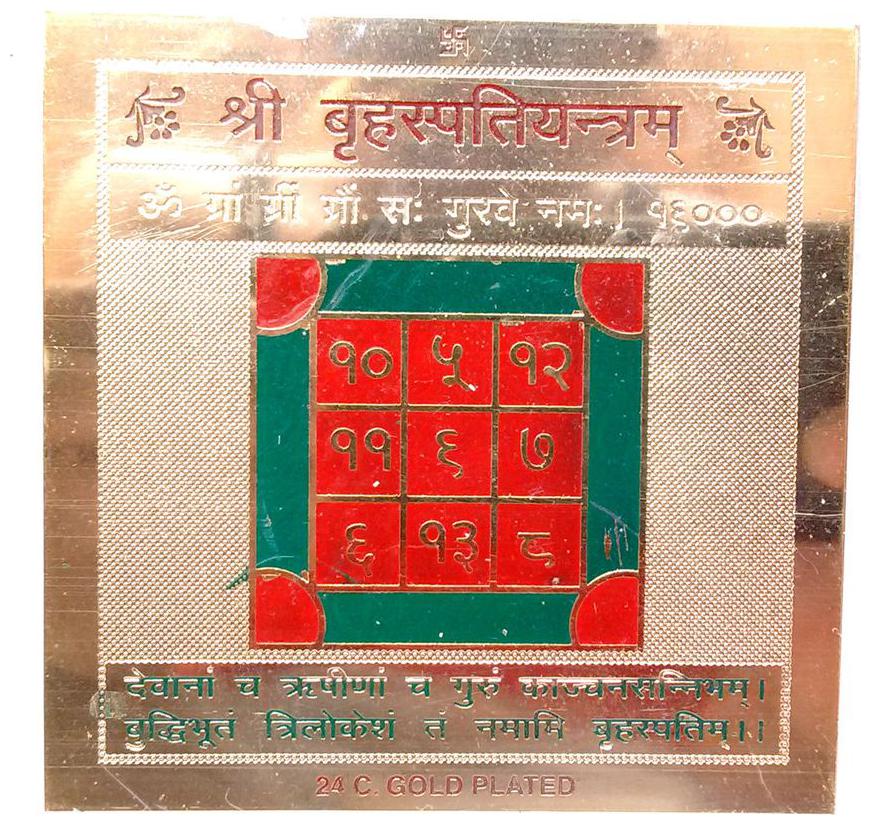 श्री बृहस्पतियन्त्रम्
ॐ ग्रां ग्रीं ग्रौं सः गुरवे नमः। १६०००
१० ५ १२
११ ६ ७
६ १३ ८
देवानां च ऋषीणां च गुरुं काञ्चनसन्निभम्।
बुद्धिभूतं त्रिलोकेशं तं नमामि बृहस्पतिम्।।
24 C. GOLD PLATED